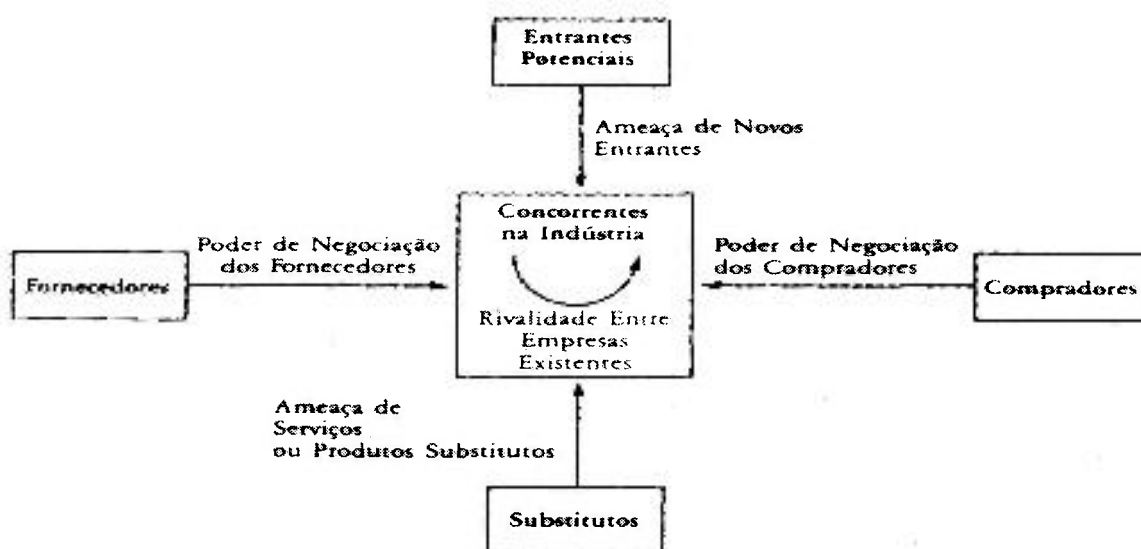 Entrantes
Potenciais
Ameaça de Novos
Entrantes
Concorrentes
na Indústria
Poder de Negociação
dos Fornecedores
Poder de Negociação
dos Compradores
Fornecedores
Compradores
Rivalidade Entre
Empresas
Existentes
Ameaça de
Serviços
ou Produtos Substitutos
Substitutos